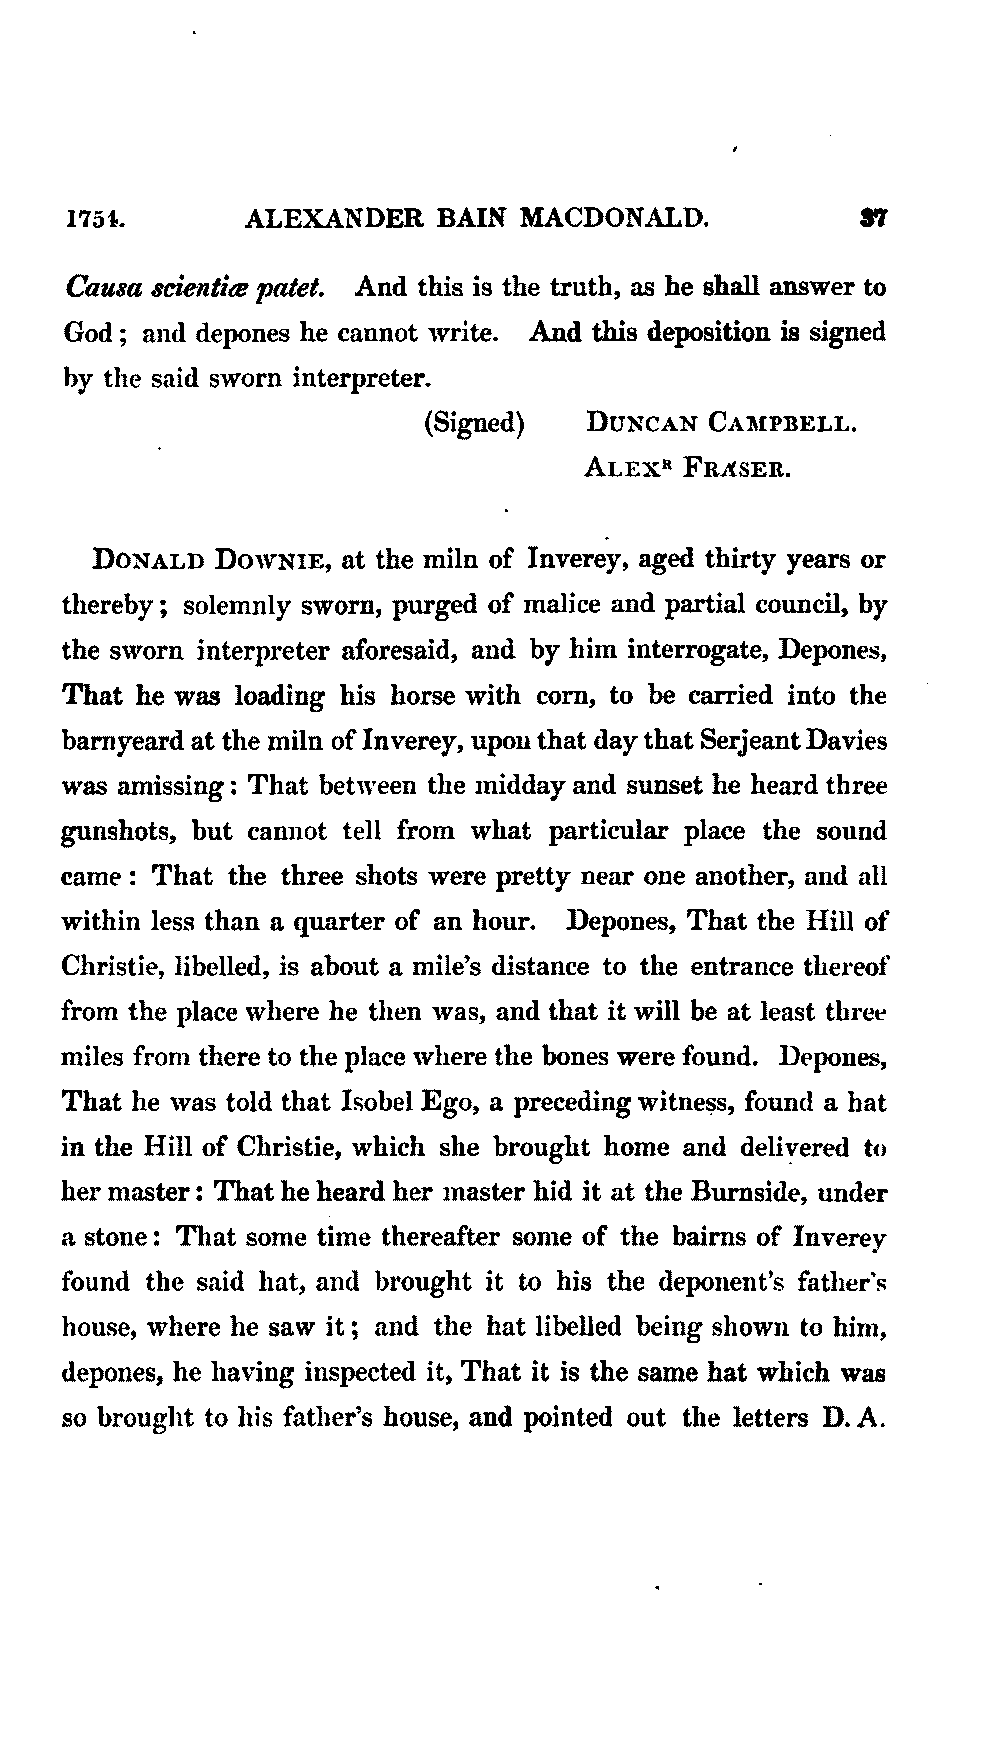 1754. ALEXANDER BAIN MACDONALD. 37
Causa scientiæ patet. And this is the truth, as he shall answer to
God; and depones he cannot write. And this deposition is signed
by the said sworn interpreter.
(Signed) DUNCAN CAMPBELL.
ALEXᴿ FRASER.
DONALD DOWNIE, at the miln of Inverey, aged thirty years or
thereby; solemnly sworn, purged of malice and partial council, by
the sworn interpreter aforesaid, and by him interrogate, Depones,
That he was loading his horse with corn, to be carried into the
barnyeard at the miln of Inverey, upon that day that Serjeant Davies
was amissing: That between the midday and sunset he heard three
gunshots, but cannot tell from what particular place the sound
came: That the three shots were pretty near one another, and all
within less than a quarter of an hour. Depones, That the Hill of
Christie, libelled, is about a mile's distance to the entrance thereof
from the place where he then was, and that it will be at least three
miles from there to the place where the bones were found. Depones,
That he was told that Isobel Ego, a preceding witness, found a hat
in the Hill of Christie, which she brought home and delivered to
her master: That he heard her master hid it at the Burnside, under
a stone: That some time thereafter some of the bairns of Inverey
found the said hat, and brought it to his the deponent's father's
house, where he saw it; and the hat libelled being shown to him,
depones, he having inspected it, That it is the same hat which was
so brought to his father's house, and pointed out the letters D. A.